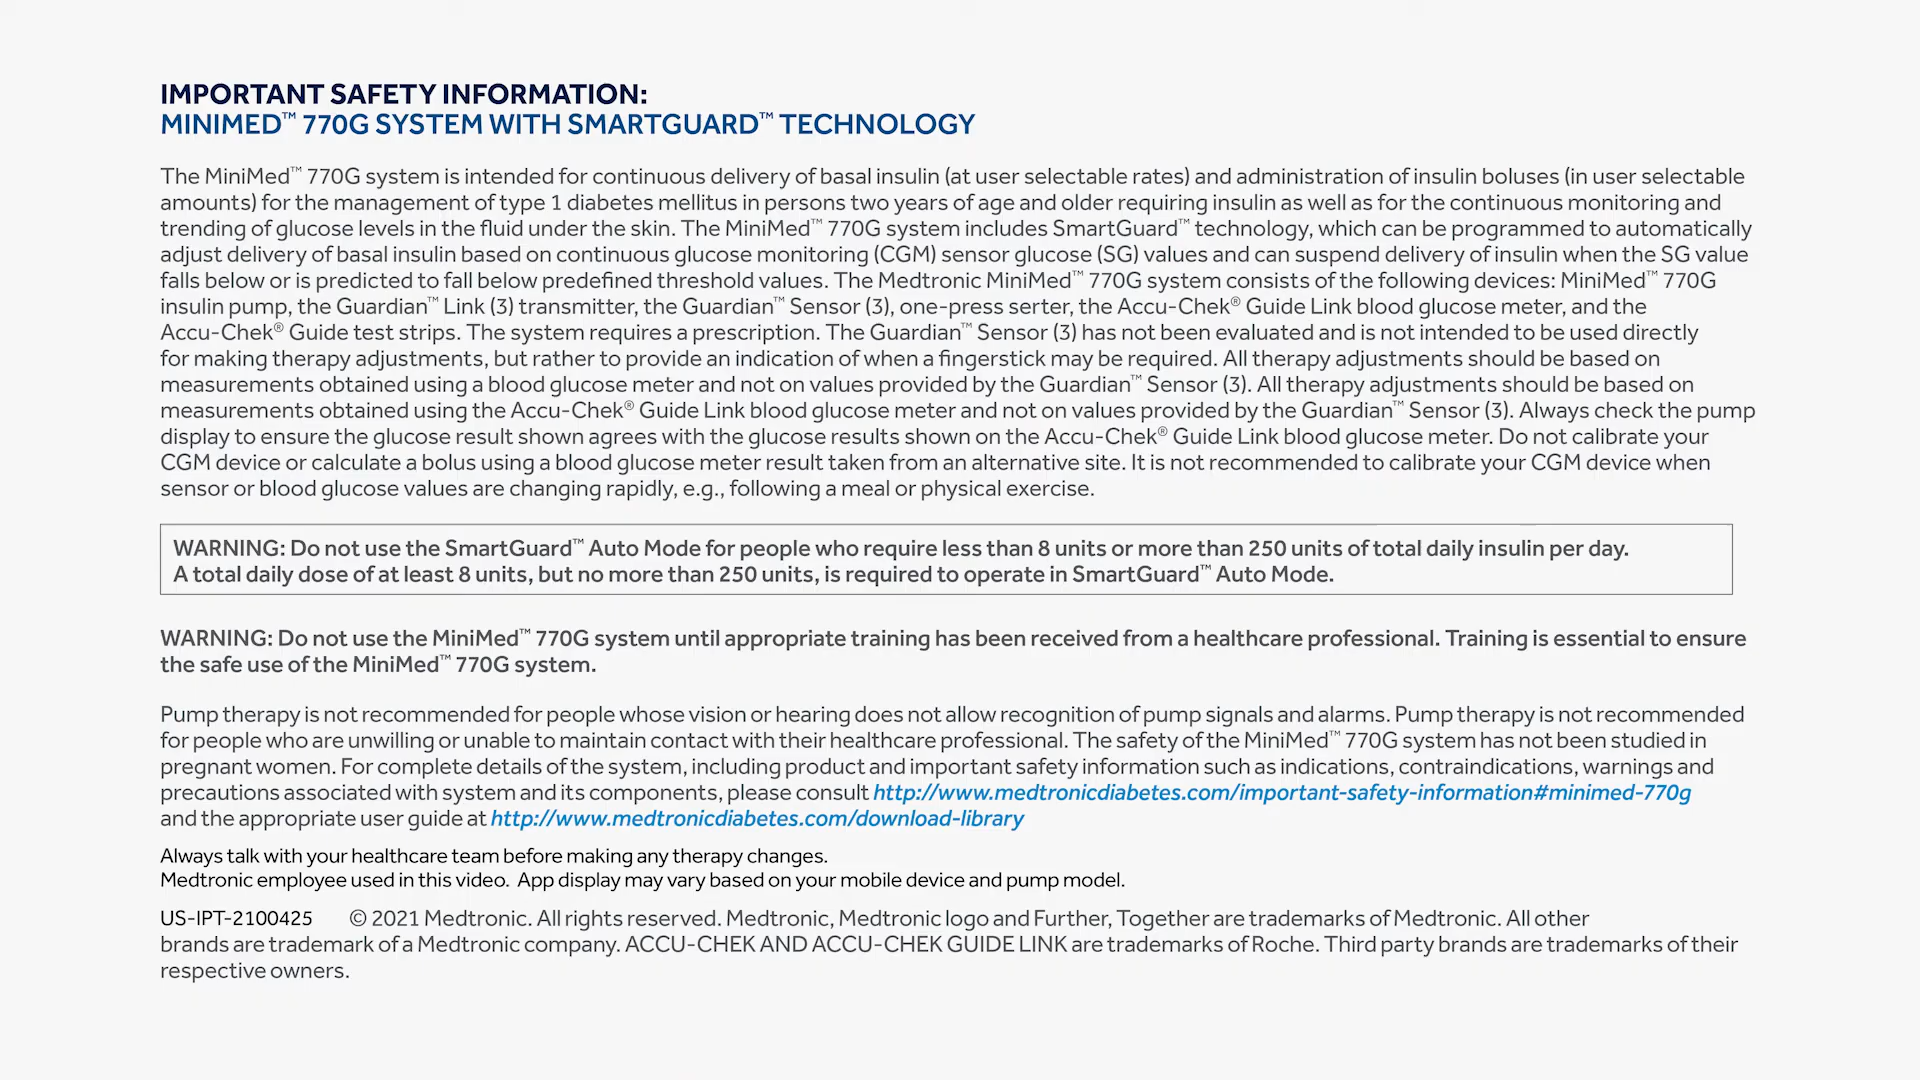 IMPORTANT SAFETY INFORMATION:
MINIMED™ 770G SYSTEM WITH SMARTGUARD™ TECHNOLOGY
The MiniMed™ 770G system is intended for continuous delivery of basal insulin (at user selectable rates) and administration of insulin boluses (in user selectable
amounts) for the management of type 1 diabetes mellitus in persons two years of age and older requiring insulin as well as for the continuous monitoring and
trending of glucose levels in the fluid under the skin. The MiniMed™ 770G system includes SmartGuard™ technology, which can be programmed to automatically
adjust delivery of basal insulin based on continuous glucose monitoring (CGM) sensor glucose (SG) values and can suspend delivery of insulin when the SG value
falls below or is predicted to fall below predefined threshold values. The Medtronic MiniMed™ 770G system consists of the following devices: MiniMed™ 770G
insulin pump, the Guardian™ Link (3) transmitter, the Guardian™ Sensor (3), one-press serter, the Accu-Chek® Guide Link blood glucose meter, and the
Accu-Chek® Guide test strips. The system requires a prescription. The Guardian™ Sensor (3) has not been evaluated and is not intended to be used directly
for making therapy adjustments, but rather to provide an indication of when a fingerstick may be required. All therapy adjustments should be based on
measurements obtained using a blood glucose meter and not on values provided by the Guardian™ Sensor (3). All therapy adjustments should be based on
measurements obtained using the Accu-Chek® Guide Link blood glucose meter and not on values provided by the Guardian™ Sensor (3). Always check the pump
display to ensure the glucose result shown agrees with the glucose results shown on the Accu-Chek® Guide Link blood glucose meter. Do not calibrate your
CGM device or calculate a bolus using a blood glucose meter result taken from an alternative site. It is not recommended to calibrate your CGM device when
sensor or blood glucose values are changing rapidly, e.g., following a meal or physical exercise.
WARNING: Do not use the SmartGuard™ Auto Mode for people who require less than 8 units or more than 250 units of total daily insulin per day.
A total daily dose of at least 8 units, but no more than 250 units, is required to operate in SmartGuard™ Auto Mode.
WARNING: Do not use the MiniMed™ 770G system until appropriate training has been received from a healthcare professional. Training is essential to ensure
the safe use of the MiniMed™ 770G system.
Pump therapy is not recommended for people whose vision or hearing does not allow recognition of pump signals and alarms. Pump therapy is not recommended
for people who are unwilling or unable to maintain contact with their healthcare professional. The safety of the MiniMed™ 770G system has not been studied in
pregnant women. For complete details of the system, including product and important safety information such as indications, contraindications, warnings and
precautions associated with system and its components, please consult http://www.medtronicdiabetes.com/important-safety-information#minimed-770g
and the appropriate user guide at http://www.medtronicdiabetes.com/download-library
Always talk with your healthcare team before making any therapy changes.
Medtronic employee used in this video. App display may vary based on your mobile device and pump model.
US-IPT-2100425 © 2021 Medtronic. All rights reserved. Medtronic, Medtronic logo and Further, Together are trademarks of Medtronic. All other
brands are trademark of a Medtronic company. ACCU-CHEK AND ACCU-CHEK GUIDE LINK are trademarks of Roche. Third party brands are trademarks of their
respective owners.